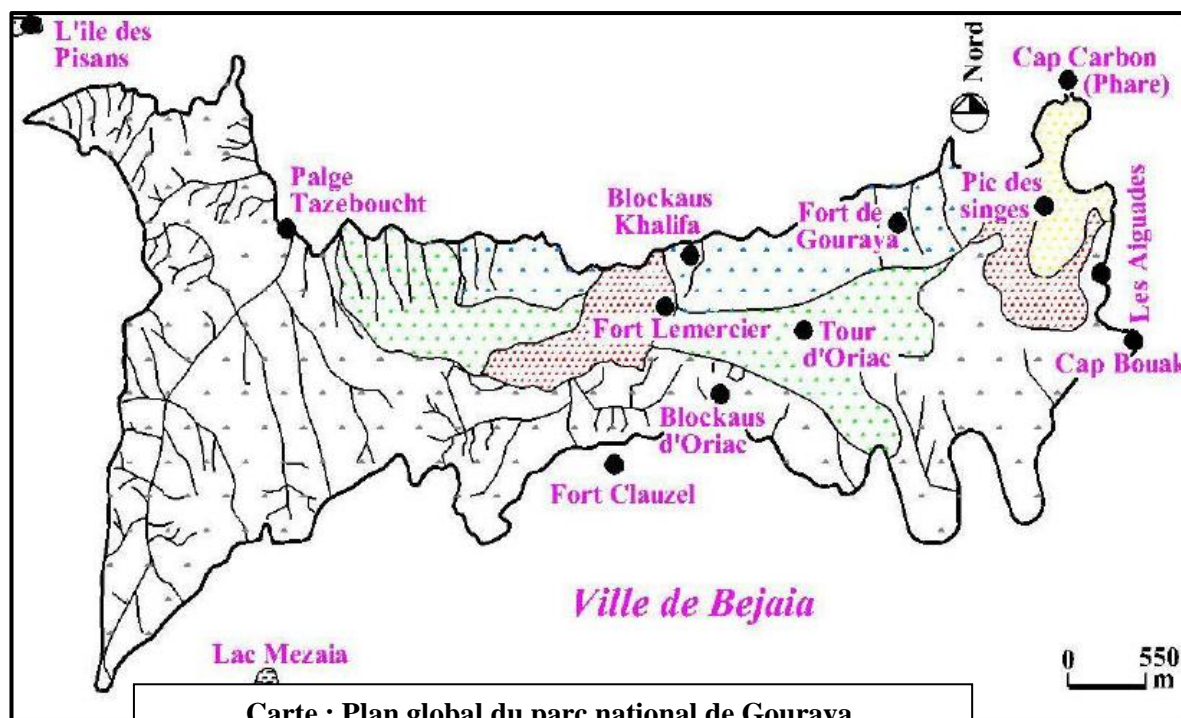 L'ile des
Pisans
Nord
Cap Carbon
(Phare)
Palge
Tazeboucht
Blockaus
Khalifa
Fort de
Gouraya
Pic des
singes
Les Aiguades
Fort Lemercier
Tour
d'Oriac
Cap Bouak
Blockaus
d'Oriac
Fort Clauzel
Ville de Bejaia
Lac Mezaia
0 550
m
Carte : Plan global du parc national de Gouraya